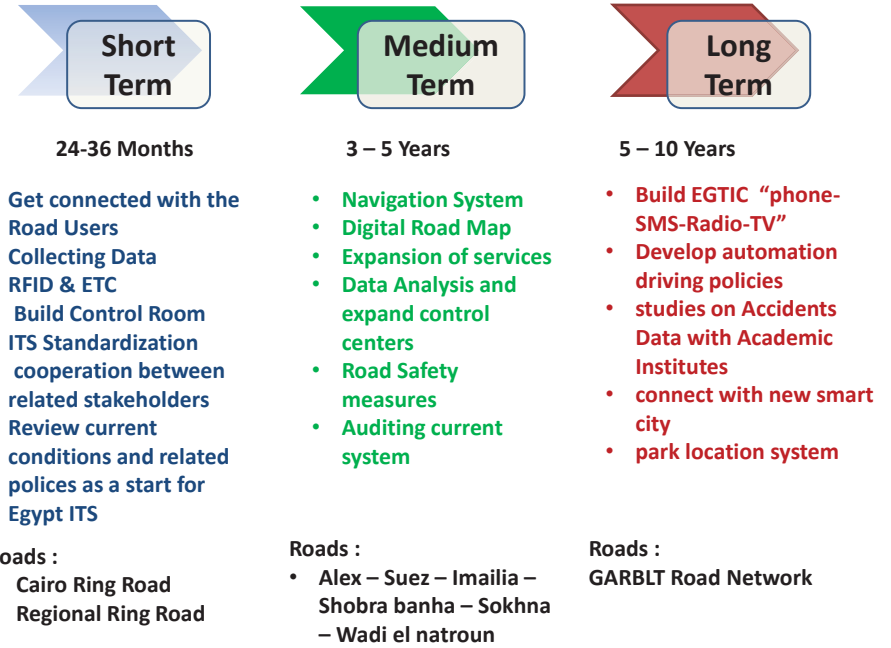 Short
Term
24-36 Months
Get connected with the
Road Users
Collecting Data
RFID & ETC
Build Control Room
ITS Standardization
cooperation between
related stakeholders
Review current
conditions and related
polices as a start for
Egypt ITS
oads :
Cairo Ring Road
Regional Ring Road
Medium
Term
3 – 5 Years
• Navigation System
• Digital Road Map
• Expansion of services
• Data Analysis and
expand control
centers
• Road Safety
measures
• Auditing current
system
Roads :
• Alex – Suez – Imailia –
Shobra banha – Sokhna
– Wadi el natroun
Long
Term
5 – 10 Years
• Build EGTIC “phone-
SMS-Radio-TV”
• Develop automation
driving policies
• studies on Accidents
Data with Academic
Institutes
• connect with new smart
city
• park location system
Roads :
GARBLT Road Network